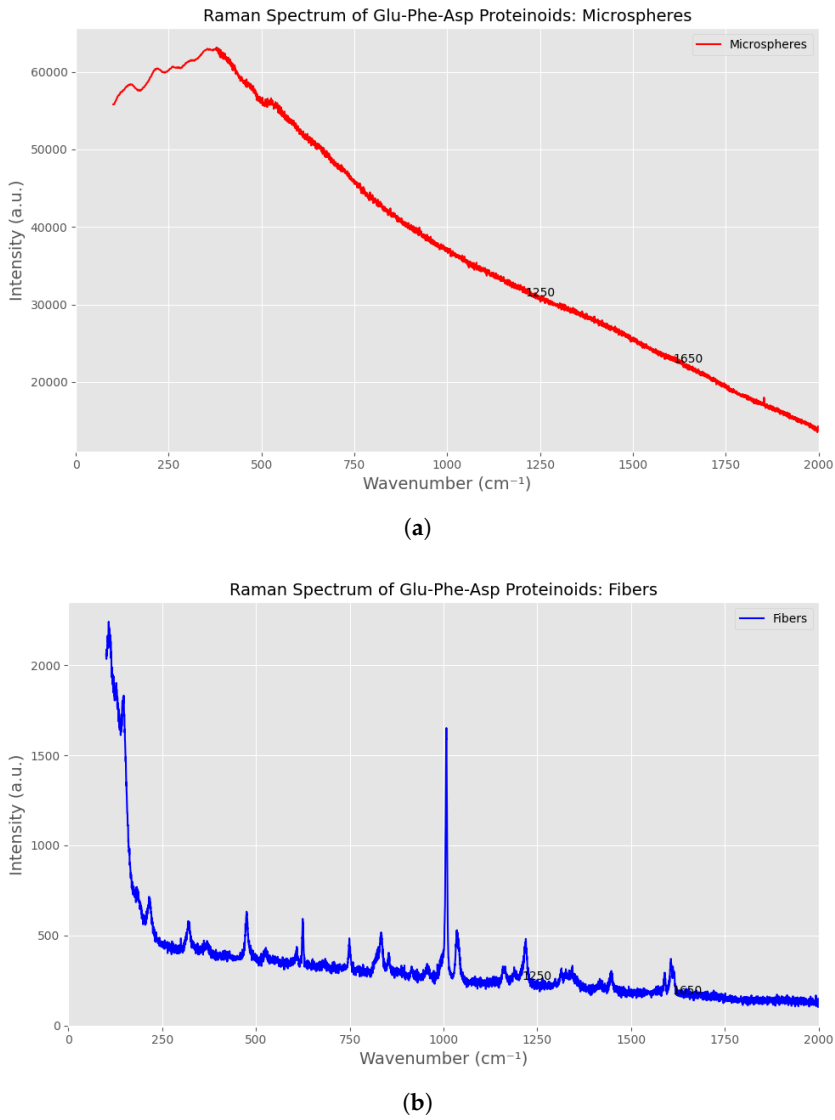 Raman Spectrum of Glu-Phe-Asp Proteinoids: Microspheres
Microspheres
60000
50000
40000
30000
20000
Intensity (a.u.)
1250
1650
0 250 500 750 1000 1250 1500 1750 2000
Wavenumber (cm⁻¹)
(a)
Raman Spectrum of Glu-Phe-Asp Proteinoids: Fibers
Fibers
2000
1500
1000
500
0
Intensity (a.u.)
1250
1650
0 250 500 750 1000 1250 1500 1750 2000
Wavenumber (cm⁻¹)
(b)